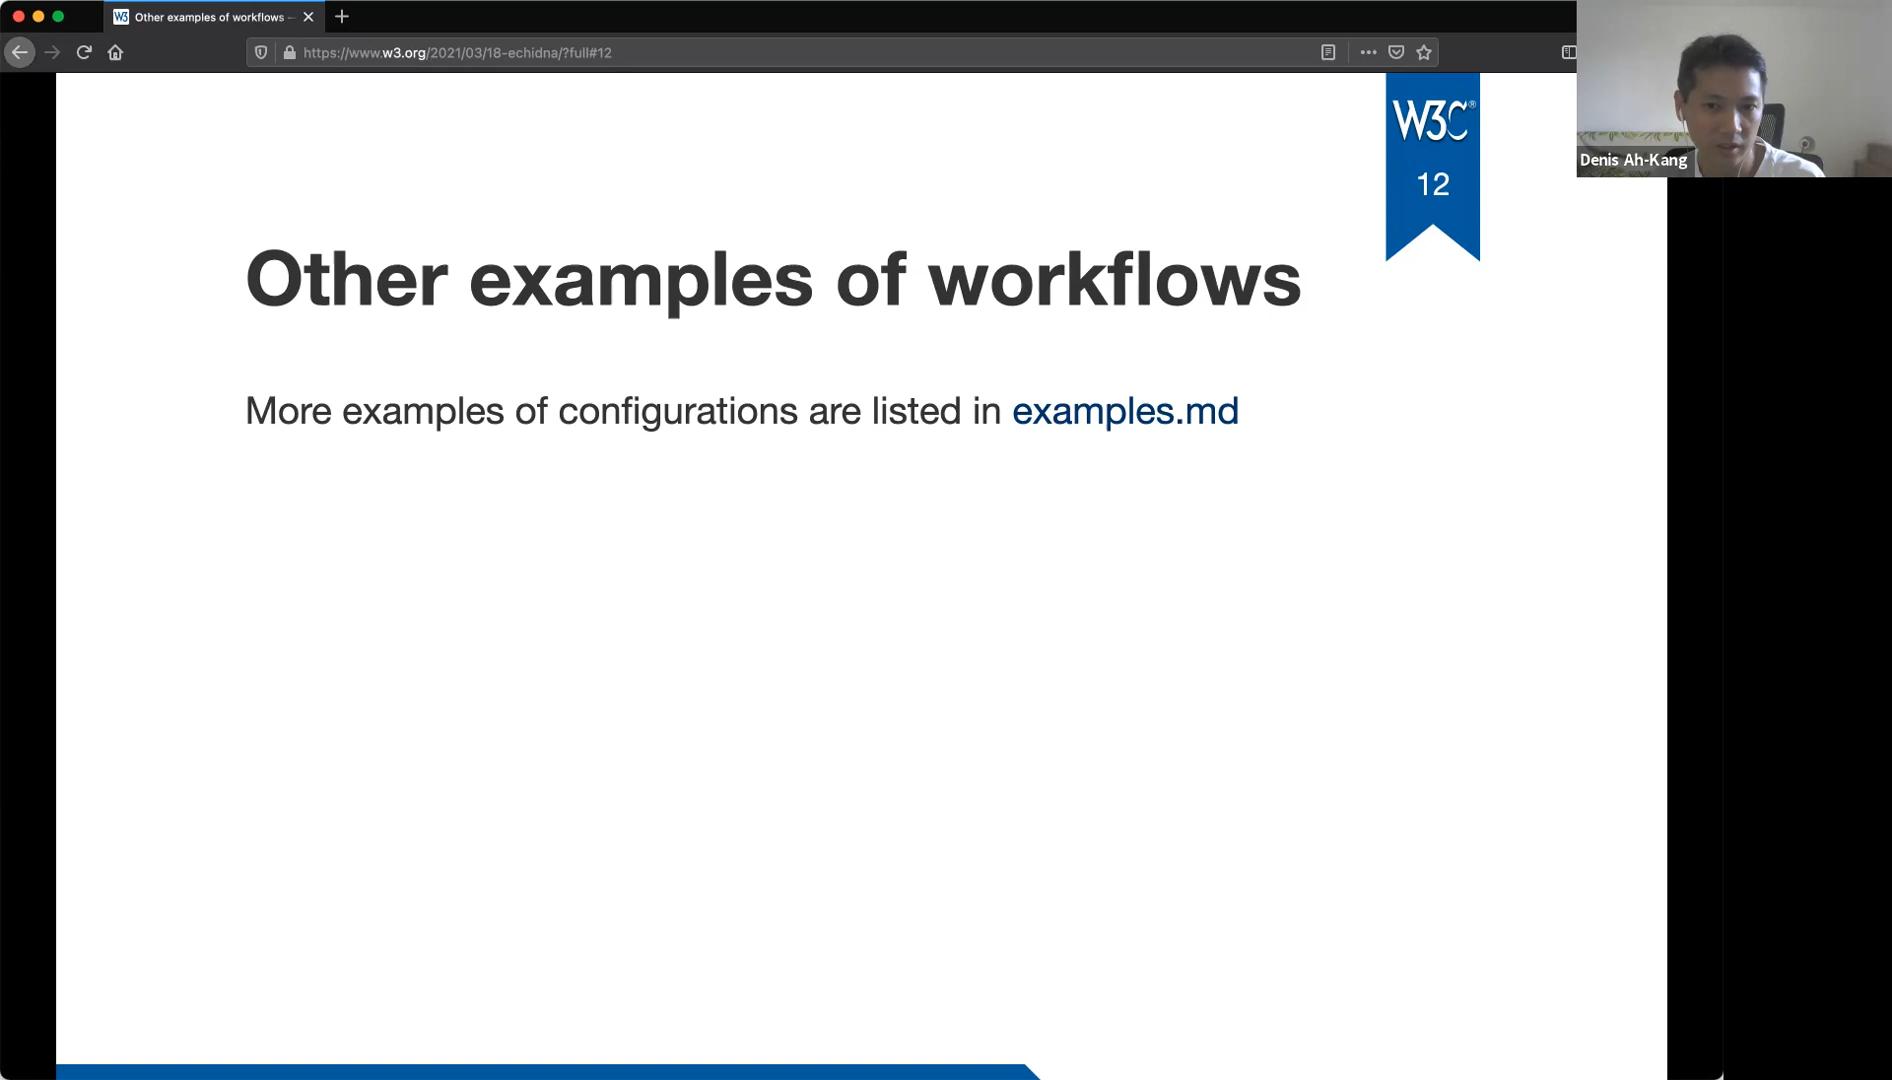 Other examples of workflows –
https://www.w3.org/2021/03/18-echidna/?full#12
W3C®
12
Denis Ah-Kang
Other examples of workflows
More examples of configurations are listed in examples.md